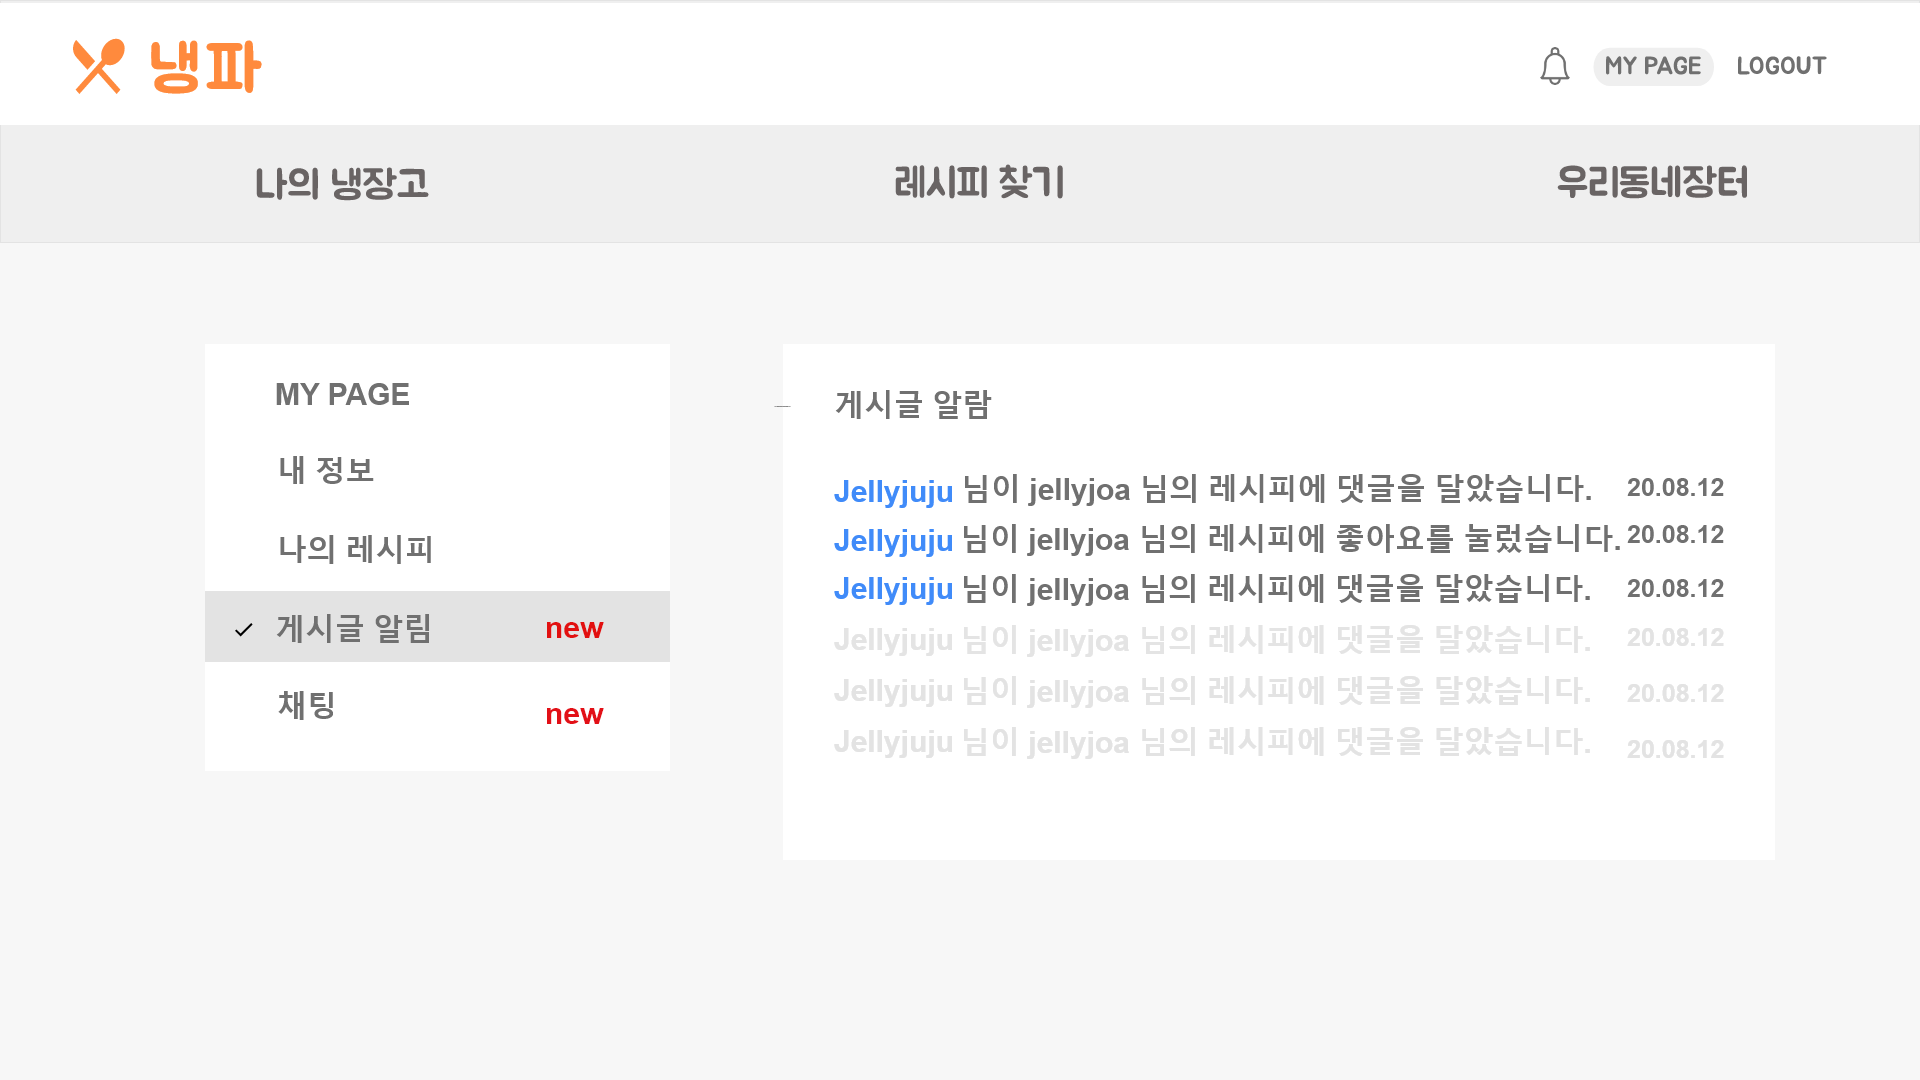 냉파
MY PAGE LOGOUT
나의 냉장고 레시피 찾기 우리동네장터
MY PAGE
내 정보
나의 레시피
게시글 알림 new
채팅 new
게시글 알람
Jellyjuju 님이 jellyjoa 님의 레시피에 댓글을 달았습니다. 20.08.12
Jellyjuju 님이 jellyjoa 님의 레시피에 좋아요를 눌렀습니다. 20.08.12
Jellyjuju 님이 jellyjoa 님의 레시피에 댓글을 달았습니다. 20.08.12
Jellyjuju 님이 jellyjoa 님의 레시피에 댓글을 달았습니다. 20.08.12
Jellyjuju 님이 jellyjoa 님의 레시피에 댓글을 달았습니다. 20.08.12
Jellyjuju 님이 jellyjoa 님의 레시피에 댓글을 달았습니다. 20.08.12